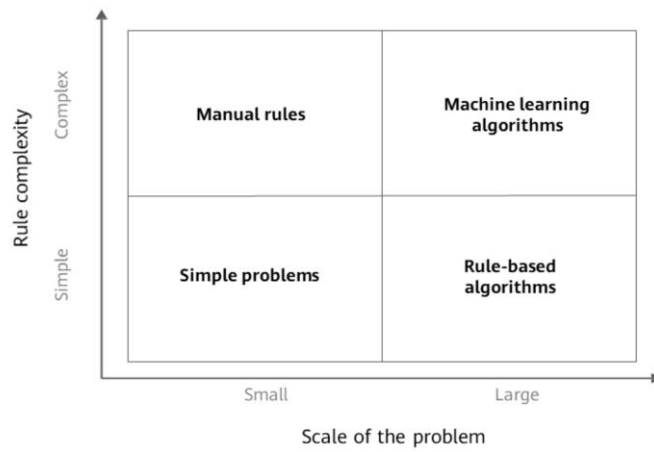 Rule complexity
Complex
Simple
Manual rules
Machine learning
algorithms
Simple problems
Rule-based
algorithms
Small
Large
Scale of the problem